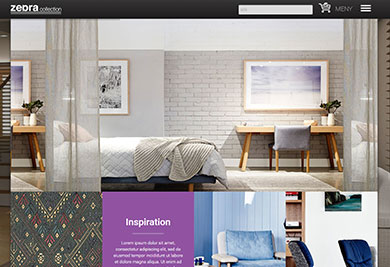 zebra collection
MENY
Inspiration
Lorem ipsum dolor sit amet,
consectetur adipiscing elit, sed do
eiusmod tempor incididunt ut labore et
dolore magna aliqua. Ut enim ad